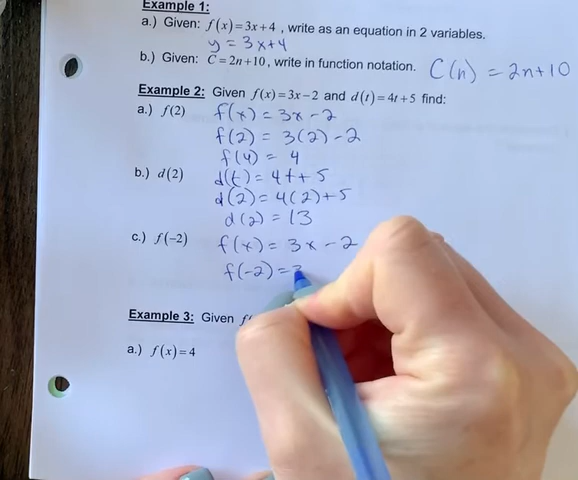 Example 1:
a.) Given: f(x)=3x+4, write as an equation in 2 variables.
y = 3x+4
b.) Given: C=2n+10, write in function notation. C(n) = 2n+10
Example 2: Given f(x)=3x−2 and d(t)=4t+5 find:
a.) f(2) f(x) = 3x - 2
f(2) = 3(2) - 2
f(4) = 4
b.) d(2) d(t) = 4t+5
d(2) = 4(2)+5
d(2) = 13
c.) f(−2) f(x) = 3x - 2
f(-2) = 3
Example 3: Given
a.) f(x)=4